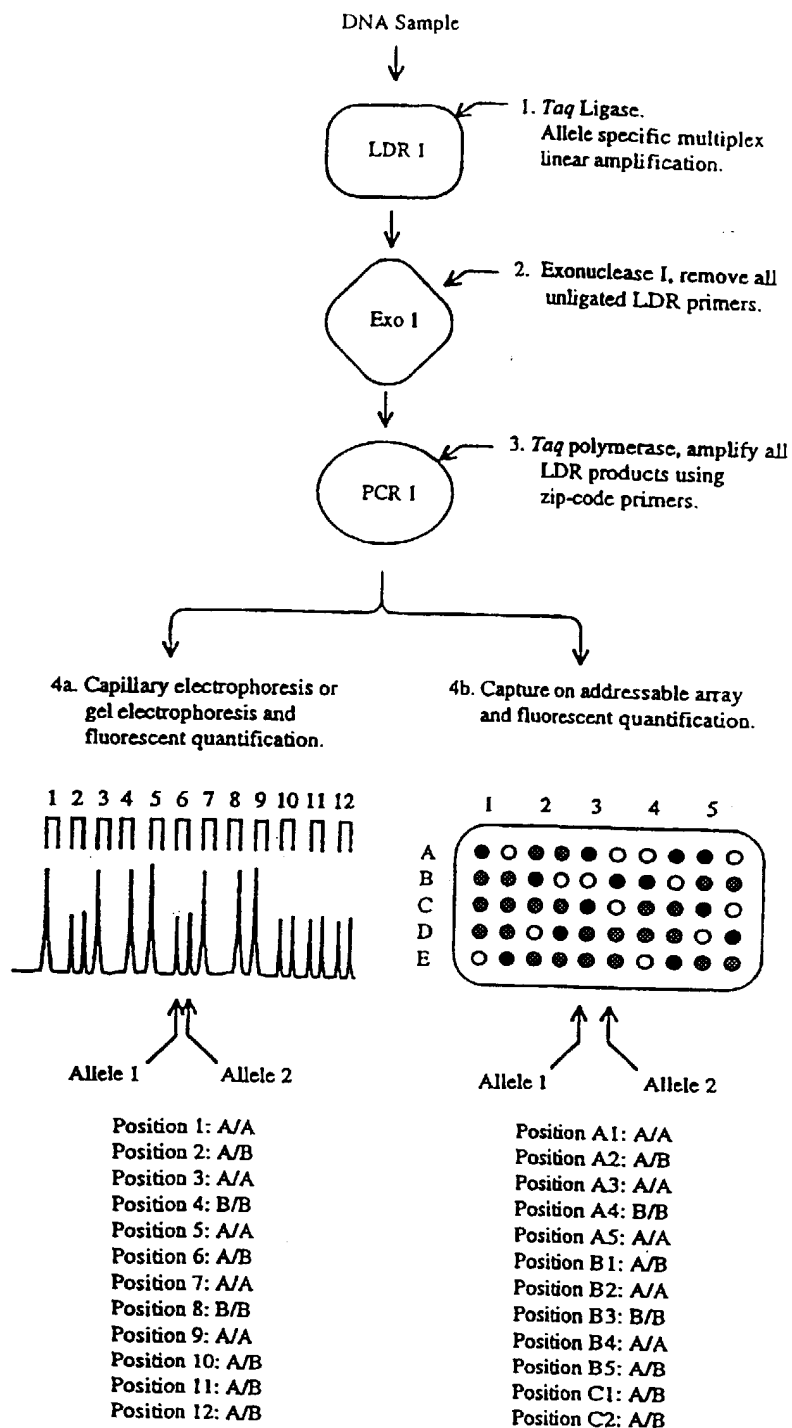 DNA Sample
1. Taq Ligase.
Allele specific multiplex
linear amplification.
LDR 1
2. Exonuclease I, remove all
unligated LDR primers.
Exo 1
3. Taq polymerase, amplify all
LDR products using
zip-code primers.
PCR 1
4a. Capillary electrophoresis or
gel electrophoresis and
fluorescent quantification.
4b. Capture on addressable array
and fluorescent quantification.
1 2 3 4 5 6 7 8 9 10 11 12
1 2 3 4 5
A
B
C
D
E
Allele 1 Allele 2
Allele 1 Allele 2
Position 1: A/A
Position 2: A/B
Position 3: A/A
Position 4: B/B
Position 5: A/A
Position 6: A/B
Position 7: A/A
Position 8: B/B
Position 9: A/A
Position 10: A/B
Position 11: A/B
Position 12: A/B
Position A1: A/A
Position A2: A/B
Position A3: A/A
Position A4: B/B
Position A5: A/A
Position B1: A/B
Position B2: A/A
Position B3: B/B
Position B4: A/A
Position B5: A/B
Position C1: A/B
Position C2: A/B